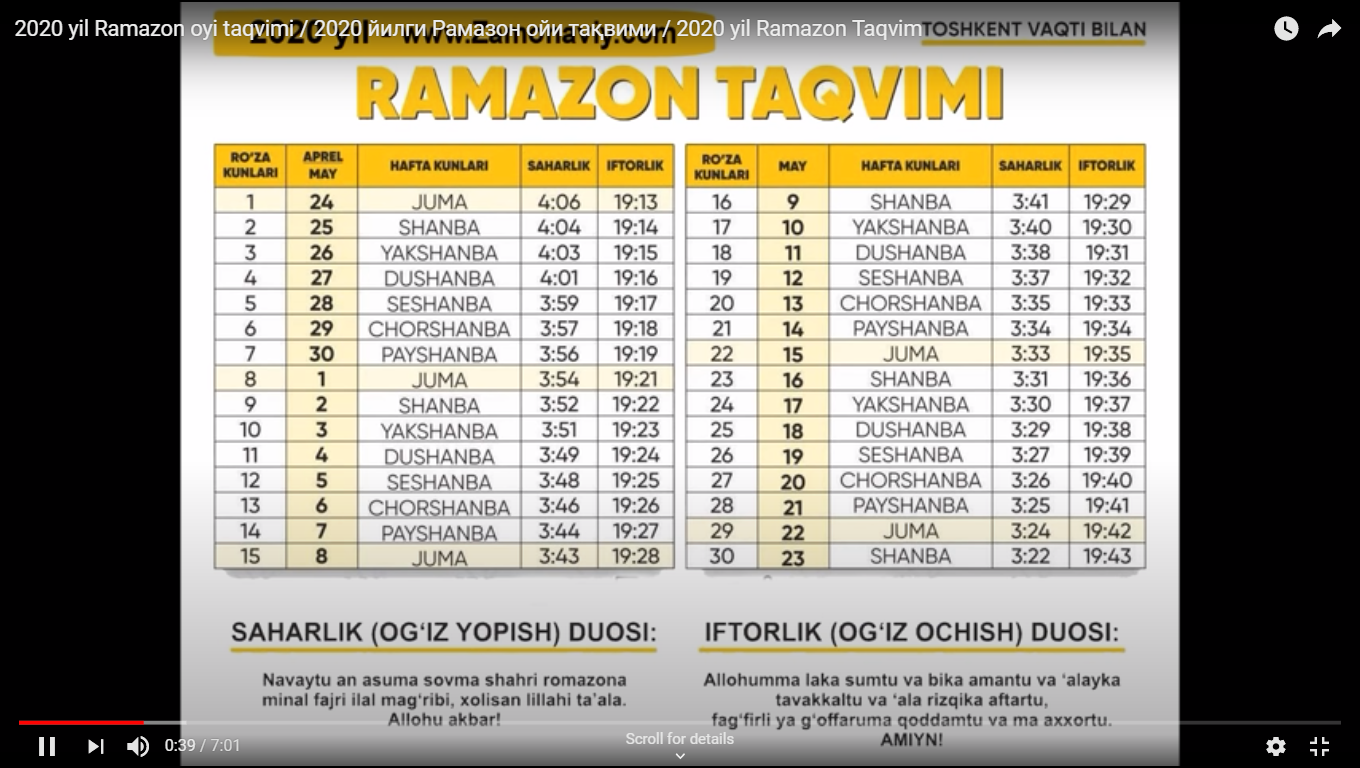 2020 yil Ramazon oyi taqvimi / 2020 йилги Рамазон ойи тақвими / 2020 yil Ramazon Taqvim
2020 yil www.Zamonaviy.com
TOSHKENT VAQTI BILAN
RAMAZON TAQVIMI
RO'ZA KUNLARI APREL MAY HAFTA KUNLARI SAHARLIK IFTORLIK
1 24 JUMA 4:06 19:13
2 25 SHANBA 4:04 19:14
3 26 YAKSHANBA 4:03 19:15
4 27 DUSHANBA 4:01 19:16
5 28 SESHANBA 3:59 19:17
6 29 CHORSHANBA 3:57 19:18
7 30 PAYSHANBA 3:56 19:19
8 1 JUMA 3:54 19:21
9 2 SHANBA 3:52 19:22
10 3 YAKSHANBA 3:51 19:23
11 4 DUSHANBA 3:49 19:24
12 5 SESHANBA 3:48 19:25
13 6 CHORSHANBA 3:46 19:26
14 7 PAYSHANBA 3:44 19:27
15 8 JUMA 3:43 19:28
RO'ZA KUNLARI MAY HAFTA KUNLARI SAHARLIK IFTORLIK
16 9 SHANBA 3:41 19:29
17 10 YAKSHANBA 3:40 19:30
18 11 DUSHANBA 3:38 19:31
19 12 SESHANBA 3:37 19:32
20 13 CHORSHANBA 3:35 19:33
21 14 PAYSHANBA 3:34 19:34
22 15 JUMA 3:33 19:35
23 16 SHANBA 3:31 19:36
24 17 YAKSHANBA 3:30 19:37
25 18 DUSHANBA 3:29 19:38
26 19 SESHANBA 3:27 19:39
27 20 CHORSHANBA 3:26 19:40
28 21 PAYSHANBA 3:25 19:41
29 22 JUMA 3:24 19:42
30 23 SHANBA 3:22 19:43
SAHARLIK (OG‘IZ YOPISH) DUOSI:
Navaytu an asuma sovma shahri romazona
minal fajri ilal mag‘ribi, xolisan lillahi ta’ala.
Allohu akbar!
IFTORLIK (OG‘IZ OCHISH) DUOSI:
Allohumma laka sumtu va bika amantu va ‘alayka
tavakkaltu va ‘ala rizqika aftartu,
fag‘firli ya g‘offaruma qoddamtu va ma axxortu.
AMIYN!
0:39 / 7:01
Scroll for details